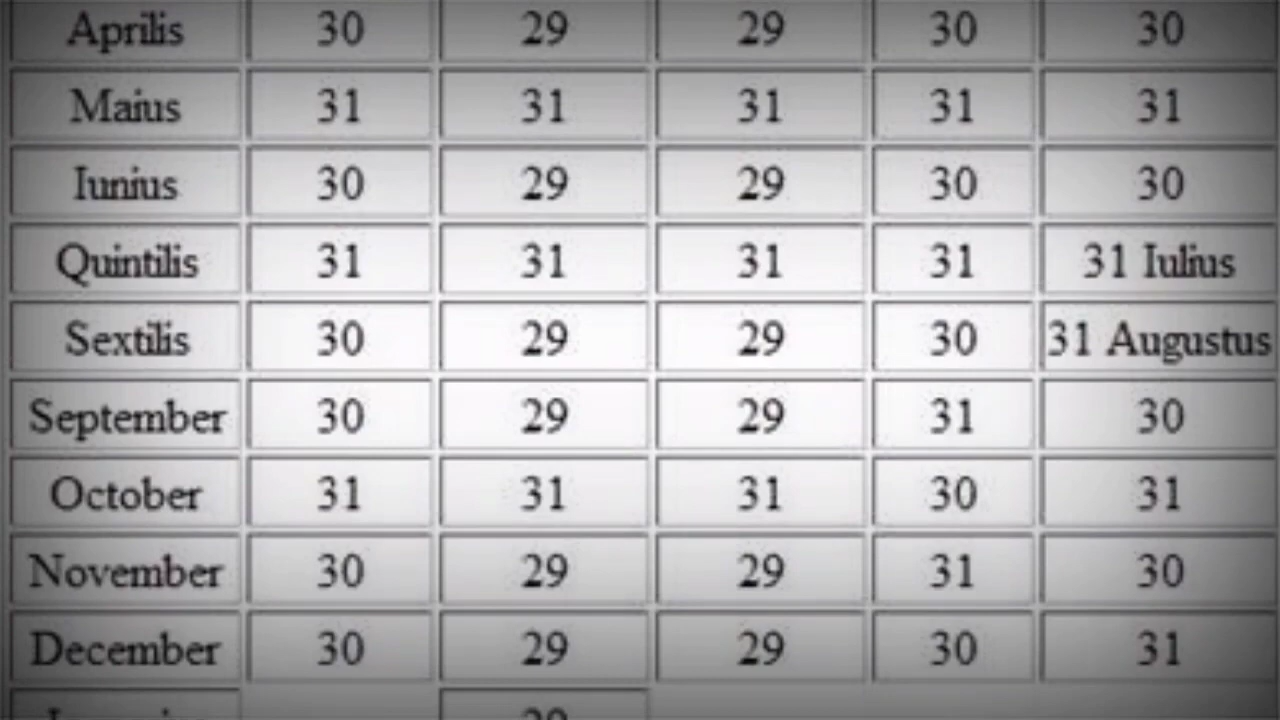 Aprilis 30 29 29 30 30
Maius 31 31 31 31 31
Iunius 30 29 29 30 30
Quintilis 31 31 31 31 31 Iulius
Sextilis 30 29 29 30 31 Augustus
September 30 29 29 31 30
October 31 31 31 30 31
November 30 29 29 31 30
December 30 29 29 30 31